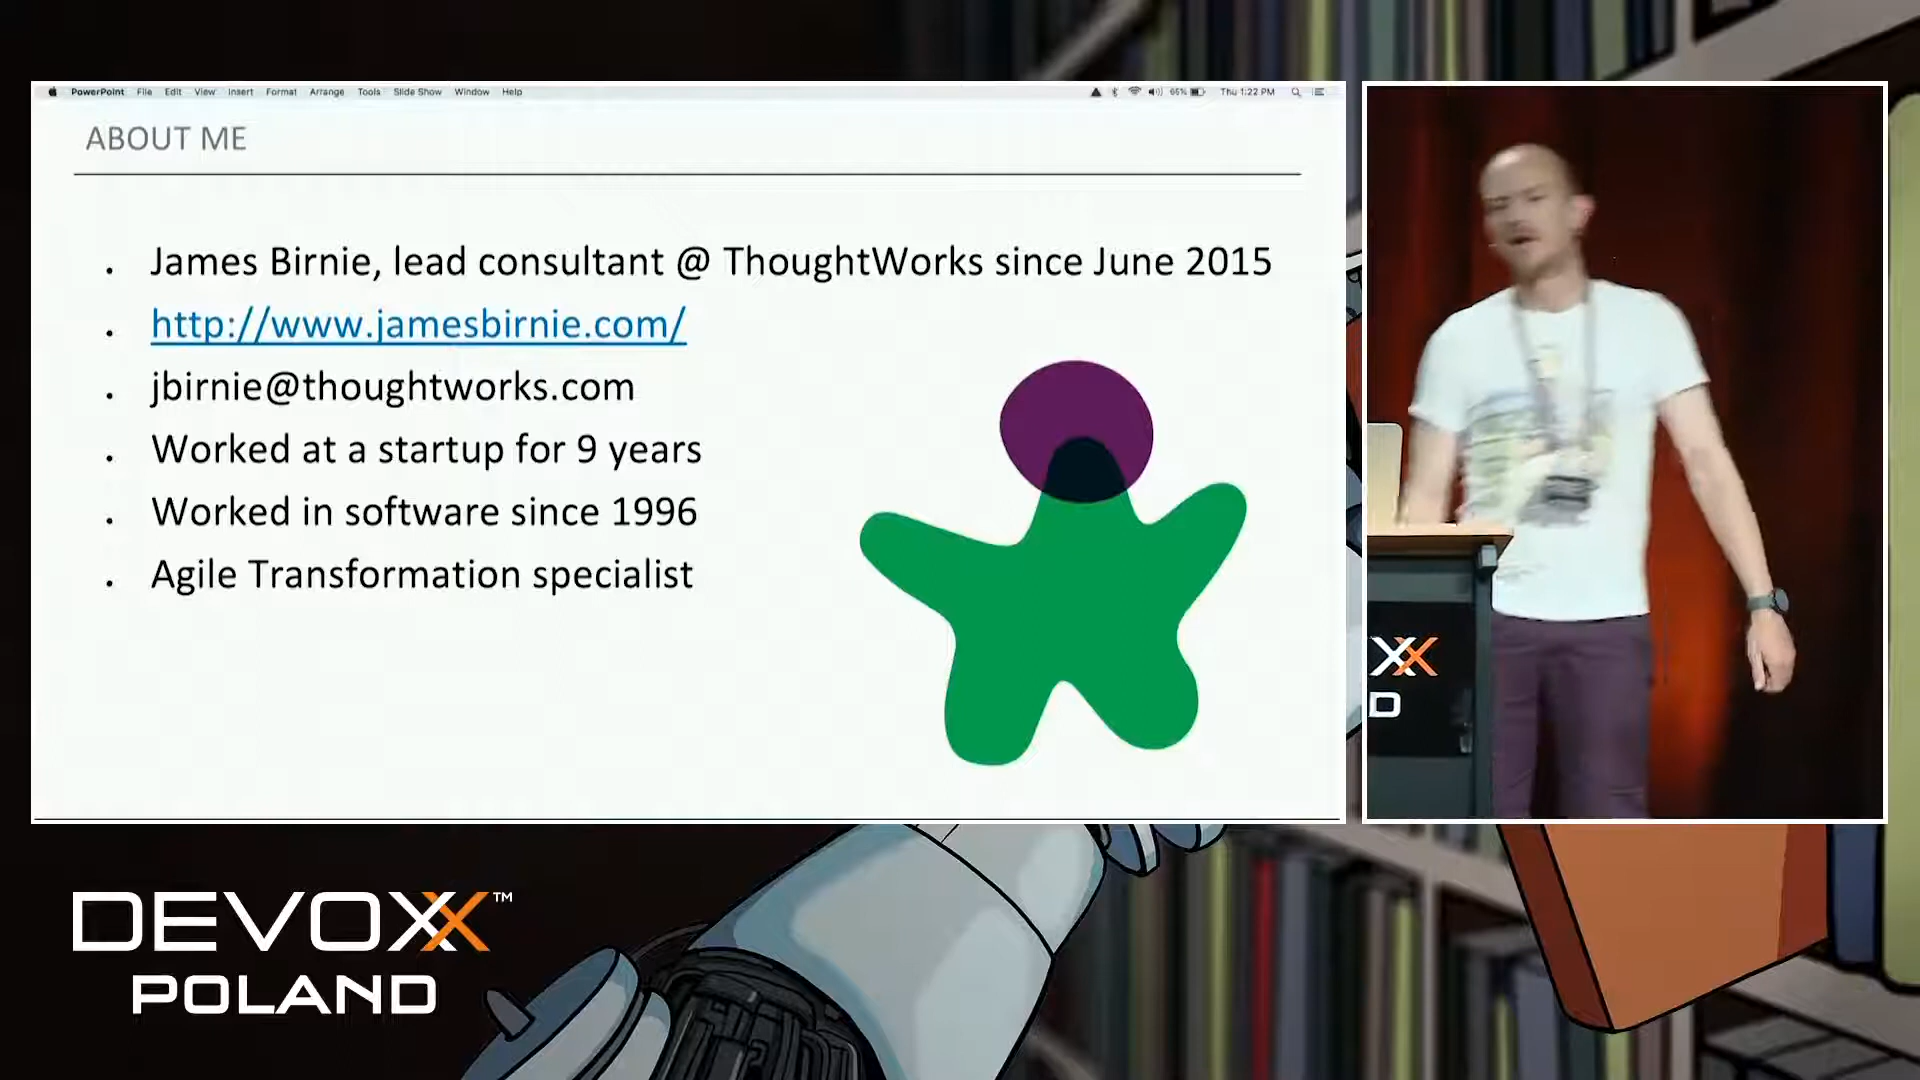 PowerPoint File Edit View Insert Format Arrange Tools Slide Show Window Help 65% Thu 1:22 PM
ABOUT ME
James Birnie, lead consultant @ ThoughtWorks since June 2015
http://www.jamesbirnie.com/
jbirnie@thoughtworks.com
Worked at a startup for 9 years
Worked in software since 1996
Agile Transformation specialist
XX
D
DEVOXX™
POLAND